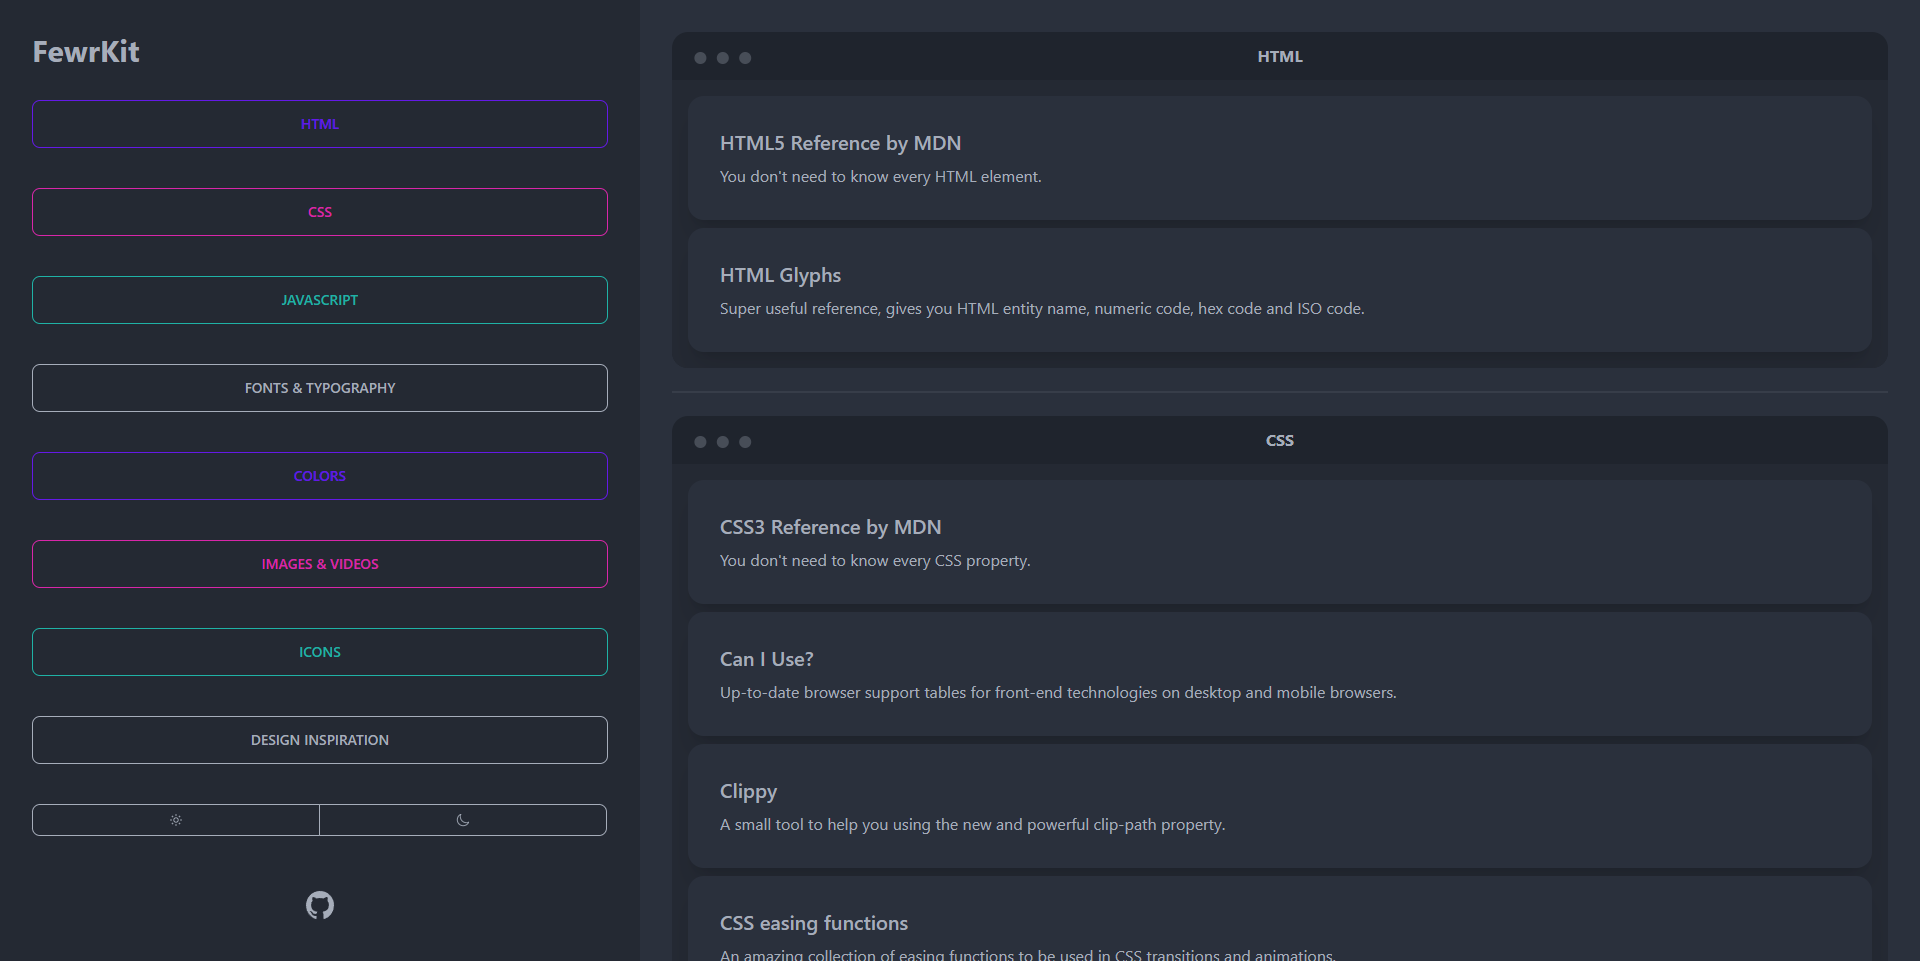 FewrKit
HTML
CSS
JAVASCRIPT
FONTS & TYPOGRAPHY
COLORS
IMAGES & VIDEOS
ICONS
DESIGN INSPIRATION
HTML
HTML5 Reference by MDN
You don't need to know every HTML element.
HTML Glyphs
Super useful reference, gives you HTML entity name, numeric code, hex code and ISO code.
CSS
CSS3 Reference by MDN
You don't need to know every CSS property.
Can I Use?
Up-to-date browser support tables for front-end technologies on desktop and mobile browsers.
Clippy
A small tool to help you using the new and powerful clip-path property.
CSS easing functions
An amazing collection of easing functions to be used in CSS transitions and animations.